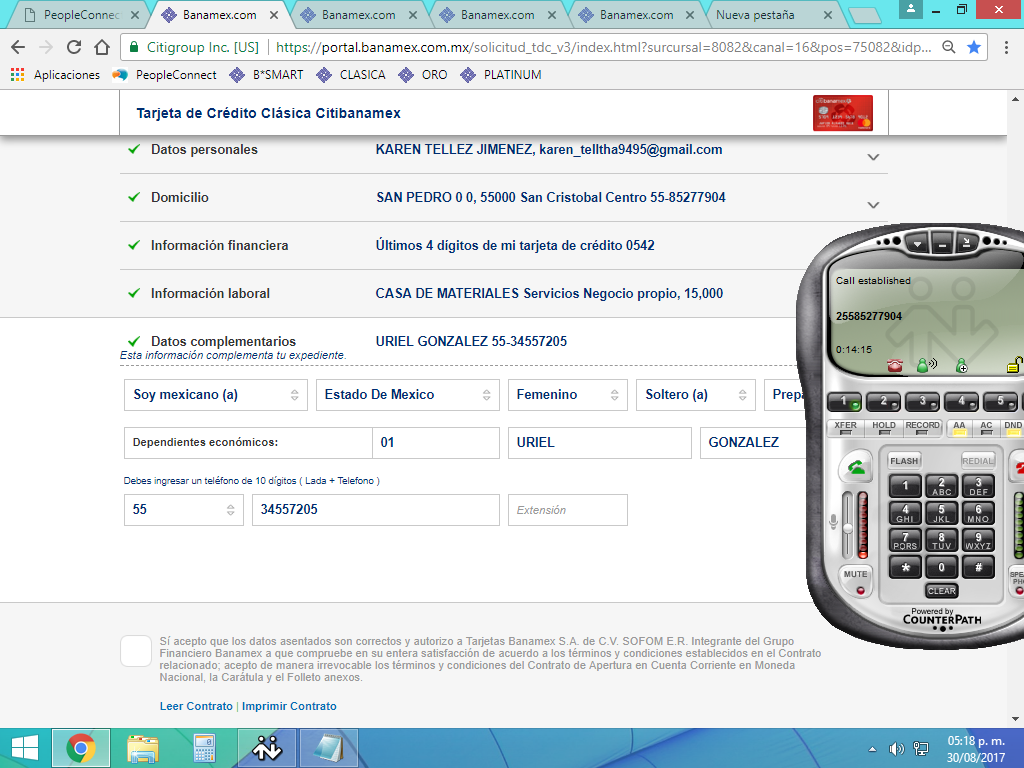 PeopleConnec
Banamex.com
Banamex.com
Banamex.com
Banamex.com
Nueva pestaña
Citigroup Inc. [US]
https://portal.banamex.com.mx/solicitud_tdc_v3/index.html?sursursal=8082&canal=16&pos=75082&idp...
Aplicaciones
PeopleConnect
B*SMART
CLASICA
ORO
PLATINUM
Tarjeta de Crédito Clásica Citibanamex
Datos personales
KAREN TELLEZ JIMENEZ, karen_telltha9495@gmail.com
Domicilio
SAN PEDRO 0 0, 55000 San Cristobal Centro 55-85277904
Información financiera
Últimos 4 dígitos de mi tarjeta de crédito 0542
Información laboral
CASA DE MATERIALES Servicios Negocio propio, 15,000
Datos complementarios
URIEL GONZALEZ 55-34557205
Esta información complementa tu expediente.
Soy mexicano (a)
Estado De Mexico
Femenino
Soltero (a)
Prepa
Dependientes económicos:
01
URIEL
GONZALEZ
Debes ingresar un teléfono de 10 dígitos ( Lada + Telefono )
55
34557205
Extensión
Sí acepto que los datos asentados son correctos y autorizo a Tarjetas Banamex S.A. de C.V. SOFOM E.R. Integrante del Grupo
Financiero Banamex a que compruebe en su entera satisfacción de acuerdo a los términos y condiciones establecidos en el Contrato
relacionado; acepto de manera irrevocable los términos y condiciones del Contrato de Apertura en Cuenta Corriente en Moneda
Nacional, la Carátula y el Folleto anexos.
Leer Contrato | Imprimir Contrato
Call established
25585277904
0:14:15
1 2 3 4 5
XFER HOLD RECORD AA AC DND
FLASH
REDIAL
1
2 ABC
3 DEF
4 GHI
5 JKL
6 MNO
7 PQRS
8 TUV
9 WXYZ
* 0 #
MUTE
SPE
PHO
CLEAR
Powered by
COUNTERPATH
05:18 p. m.
30/08/2017